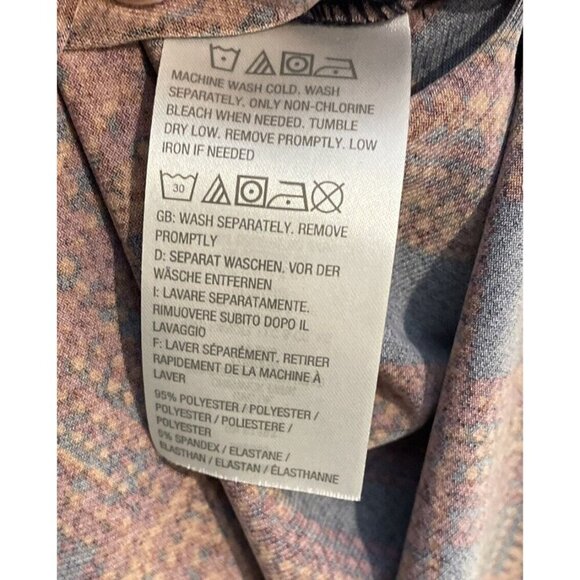 MACHINE WASH COLD. WASH
SEPARATELY. ONLY NON-CHLORINE
BLEACH WHEN NEEDED. TUMBLE
DRY LOW. REMOVE PROMPTLY. LOW
IRON IF NEEDED
30
GB: WASH SEPARATELY. REMOVE
PROMPTLY
D: SEPARAT WASCHEN. VOR DER
WÄSCHE ENTFERNEN
I: LAVARE SEPARATAMENTE.
RIMUOVERE SUBITO DOPO IL
LAVAGGIO
F: LAVER SÉPARÉMENT. RETIRER
RAPIDEMENT DE LA MACHINE À
LAVER
95% POLYESTER / POLYESTER /
POLYESTER / POLIESTERE /
POLYESTER
5% SPANDEX / ELASTANE /
ELASTHAN / ELASTAN / ÉLASTHANNE